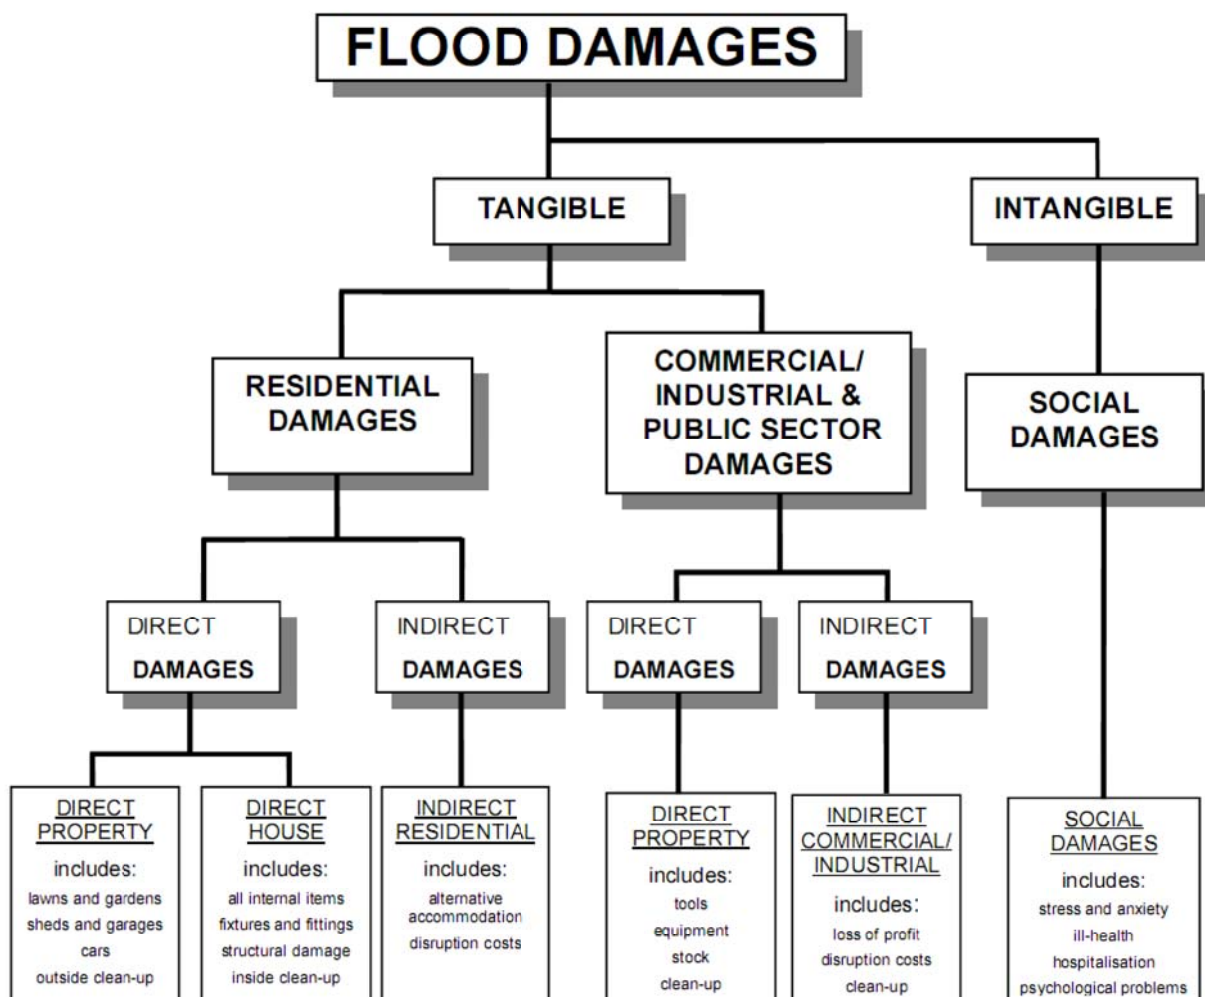 FLOOD DAMAGES
TANGIBLE
INTANGIBLE
RESIDENTIAL
DAMAGES
COMMERCIAL/
INDUSTRIAL &
PUBLIC SECTOR
DAMAGES
SOCIAL
DAMAGES
DIRECT
DAMAGES
INDIRECT
DAMAGES
DIRECT
DAMAGES
INDIRECT
DAMAGES
DIRECT
PROPERTY
includes:
lawns and gardens
sheds and garages
cars
outside clean-up
DIRECT
HOUSE
includes:
all internal items
fixtures and fittings
structural damage
inside clean-up
INDIRECT
RESIDENTIAL
includes:
alternative
accommodation
disruption costs
DIRECT
PROPERTY
includes:
tools
equipment
stock
clean-up
INDIRECT
COMMERCIAL/
INDUSTRIAL
includes:
loss of profit
disruption costs
clean-up
SOCIAL
DAMAGES
includes:
stress and anxiety
ill-health
hospitalisation
psychological problems